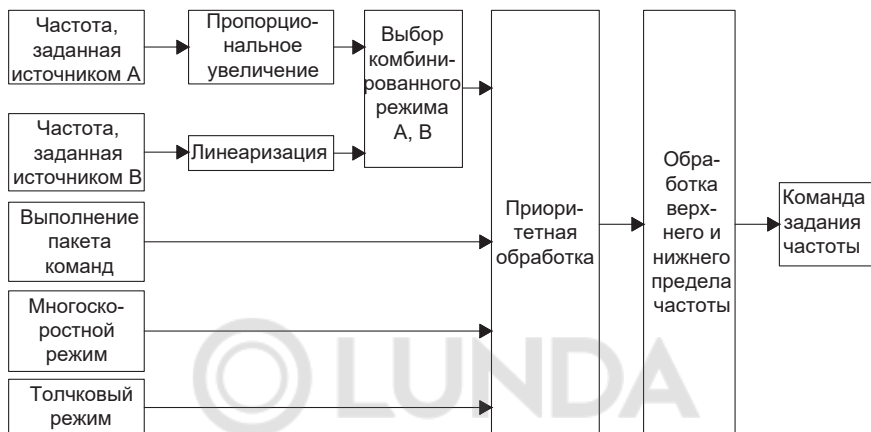 Частота,
заданная
источником А
Пропорцио-
нальное
увеличение
Выбор
комбини-
рованного
режима
А, В
Частота,
заданная
источником В
Линеаризация
Выполнение
пакета
команд
Многоско-
ростной
режим
Толчковый
режим
Приори-
тетная
обработка
Обра-
ботка
верх-
него и
нижнего
предела
частоты
Команда
задания
частоты
LUNDA